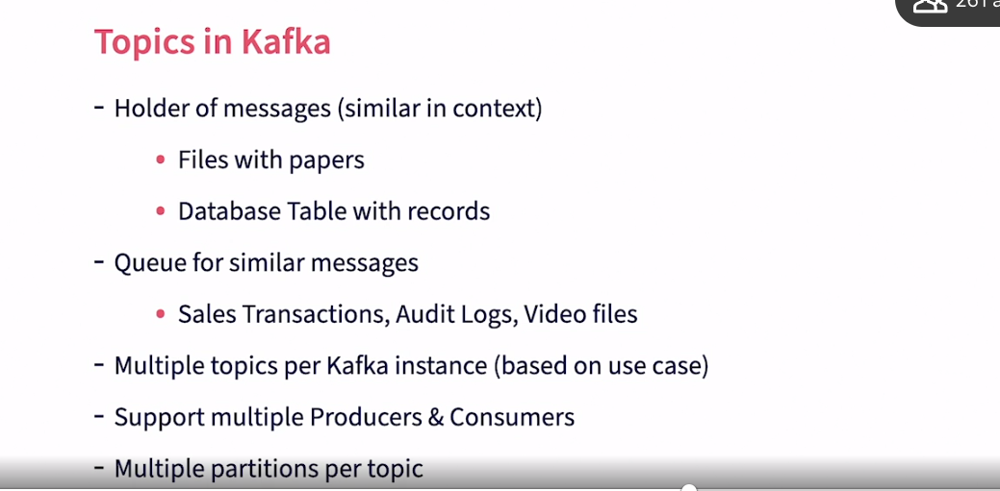 Topics in Kafka
- Holder of messages (similar in context)
• Files with papers
• Database Table with records
- Queue for similar messages
• Sales Transactions, Audit Logs, Video files
- Multiple topics per Kafka instance (based on use case)
- Support multiple Producers & Consumers
- Multiple partitions per topic